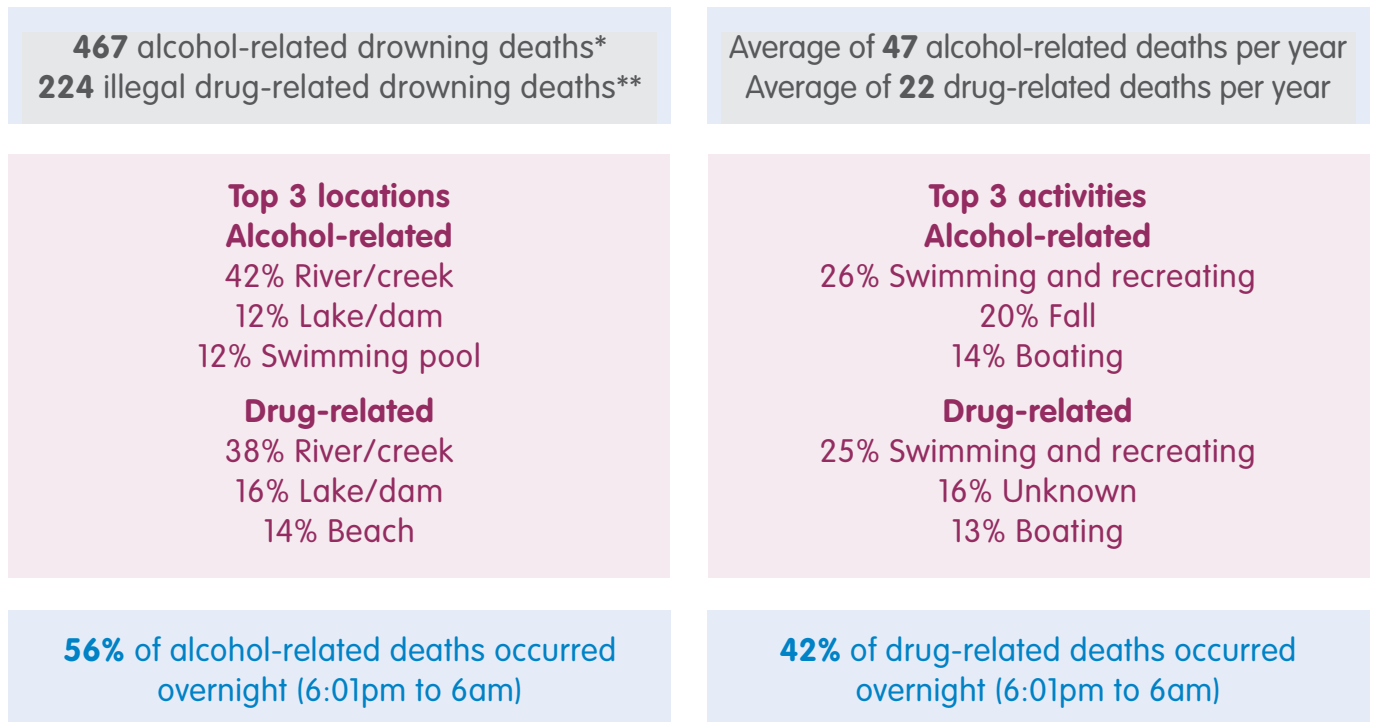 467 alcohol-related drowning deaths*
224 illegal drug-related drowning deaths**
Average of 47 alcohol-related deaths per year
Average of 22 drug-related deaths per year
Top 3 locations
Alcohol-related
42% River/creek
12% Lake/dam
12% Swimming pool
Drug-related
38% River/creek
16% Lake/dam
14% Beach
Top 3 activities
Alcohol-related
26% Swimming and recreating
20% Fall
14% Boating
Drug-related
25% Swimming and recreating
16% Unknown
13% Boating
56% of alcohol-related deaths occurred
overnight (6:01pm to 6am)
42% of drug-related deaths occurred
overnight (6:01pm to 6am)